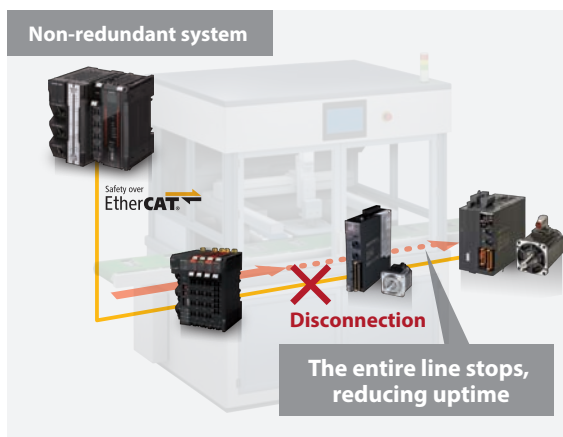 Non-redundant system
Safety over
EtherCAT®
Disconnection
The entire line stops,
reducing uptime